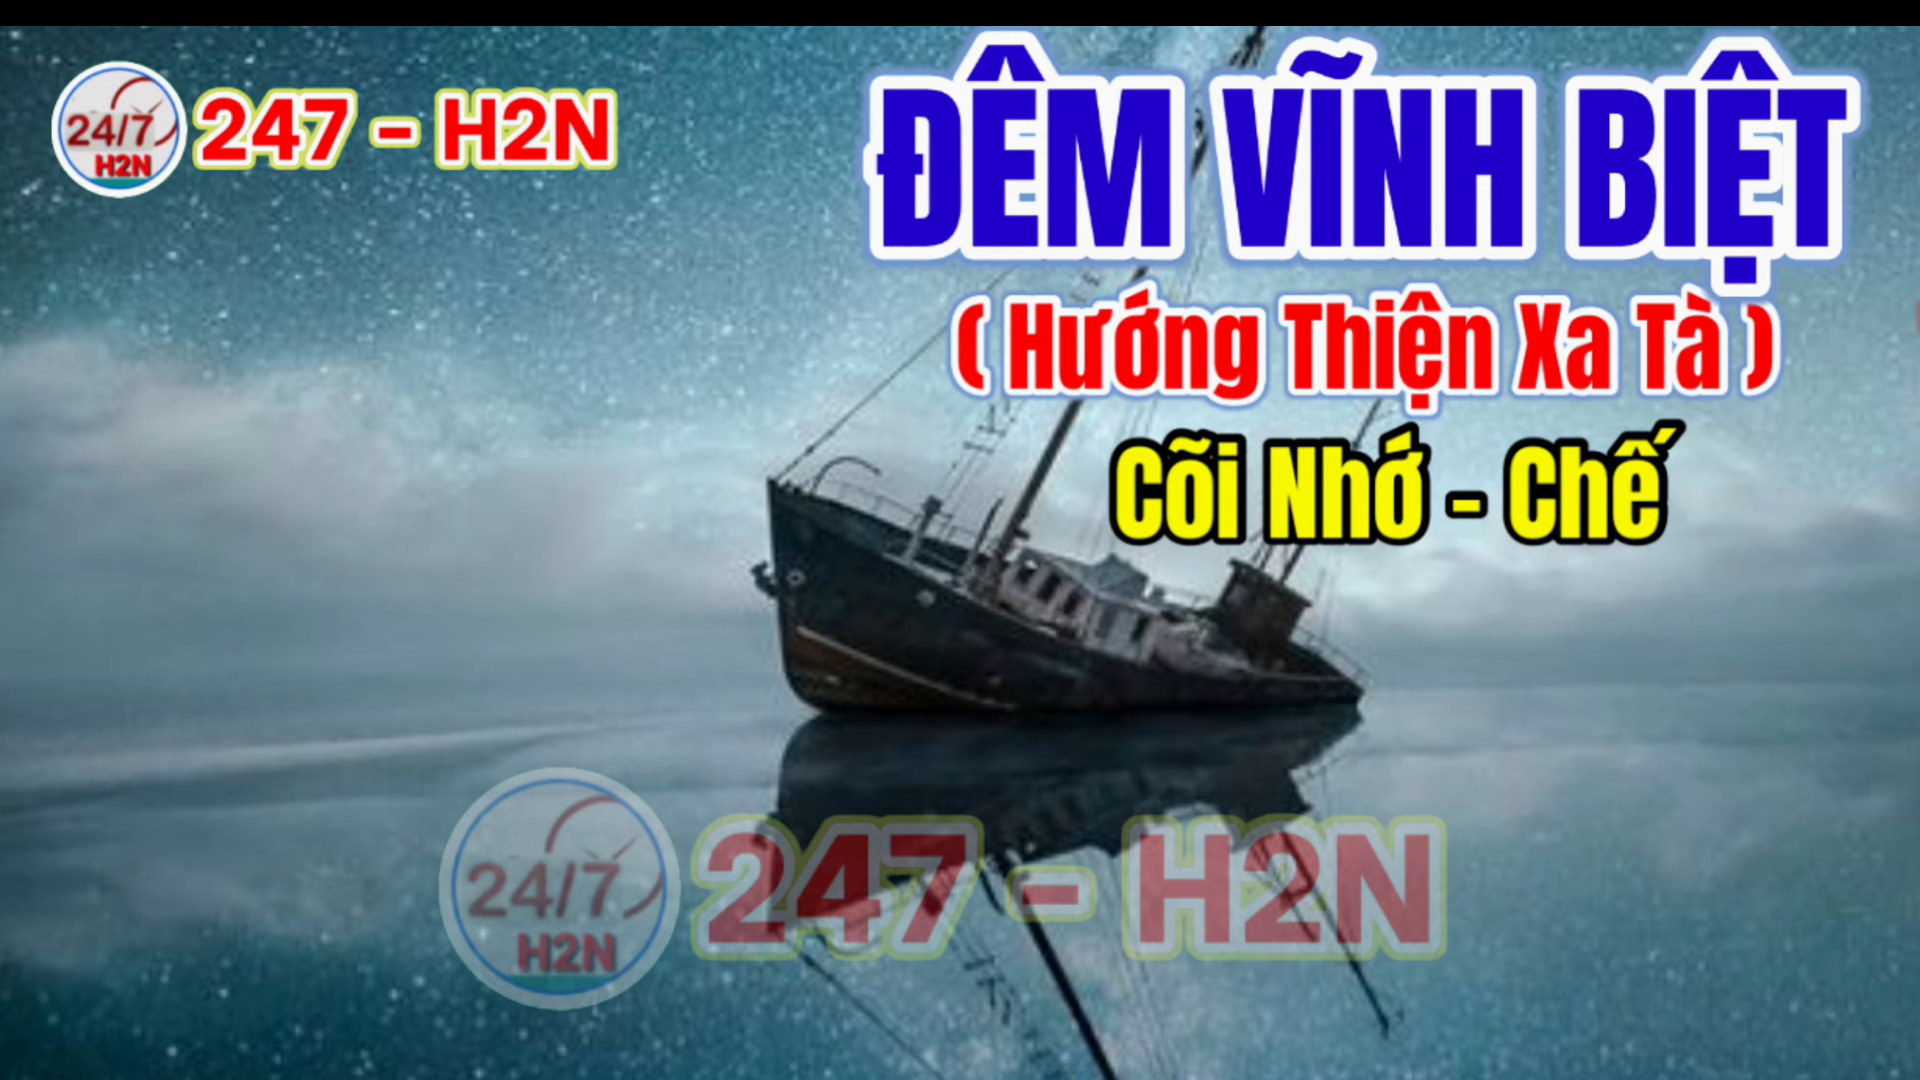 24/7
H2N
247 - H2N
ĐÊM VĨNH BIỆT
( Hướng Thiện Xa Tà )
Cõi Nhớ - Chế
24/7
H2N
247 - H2N